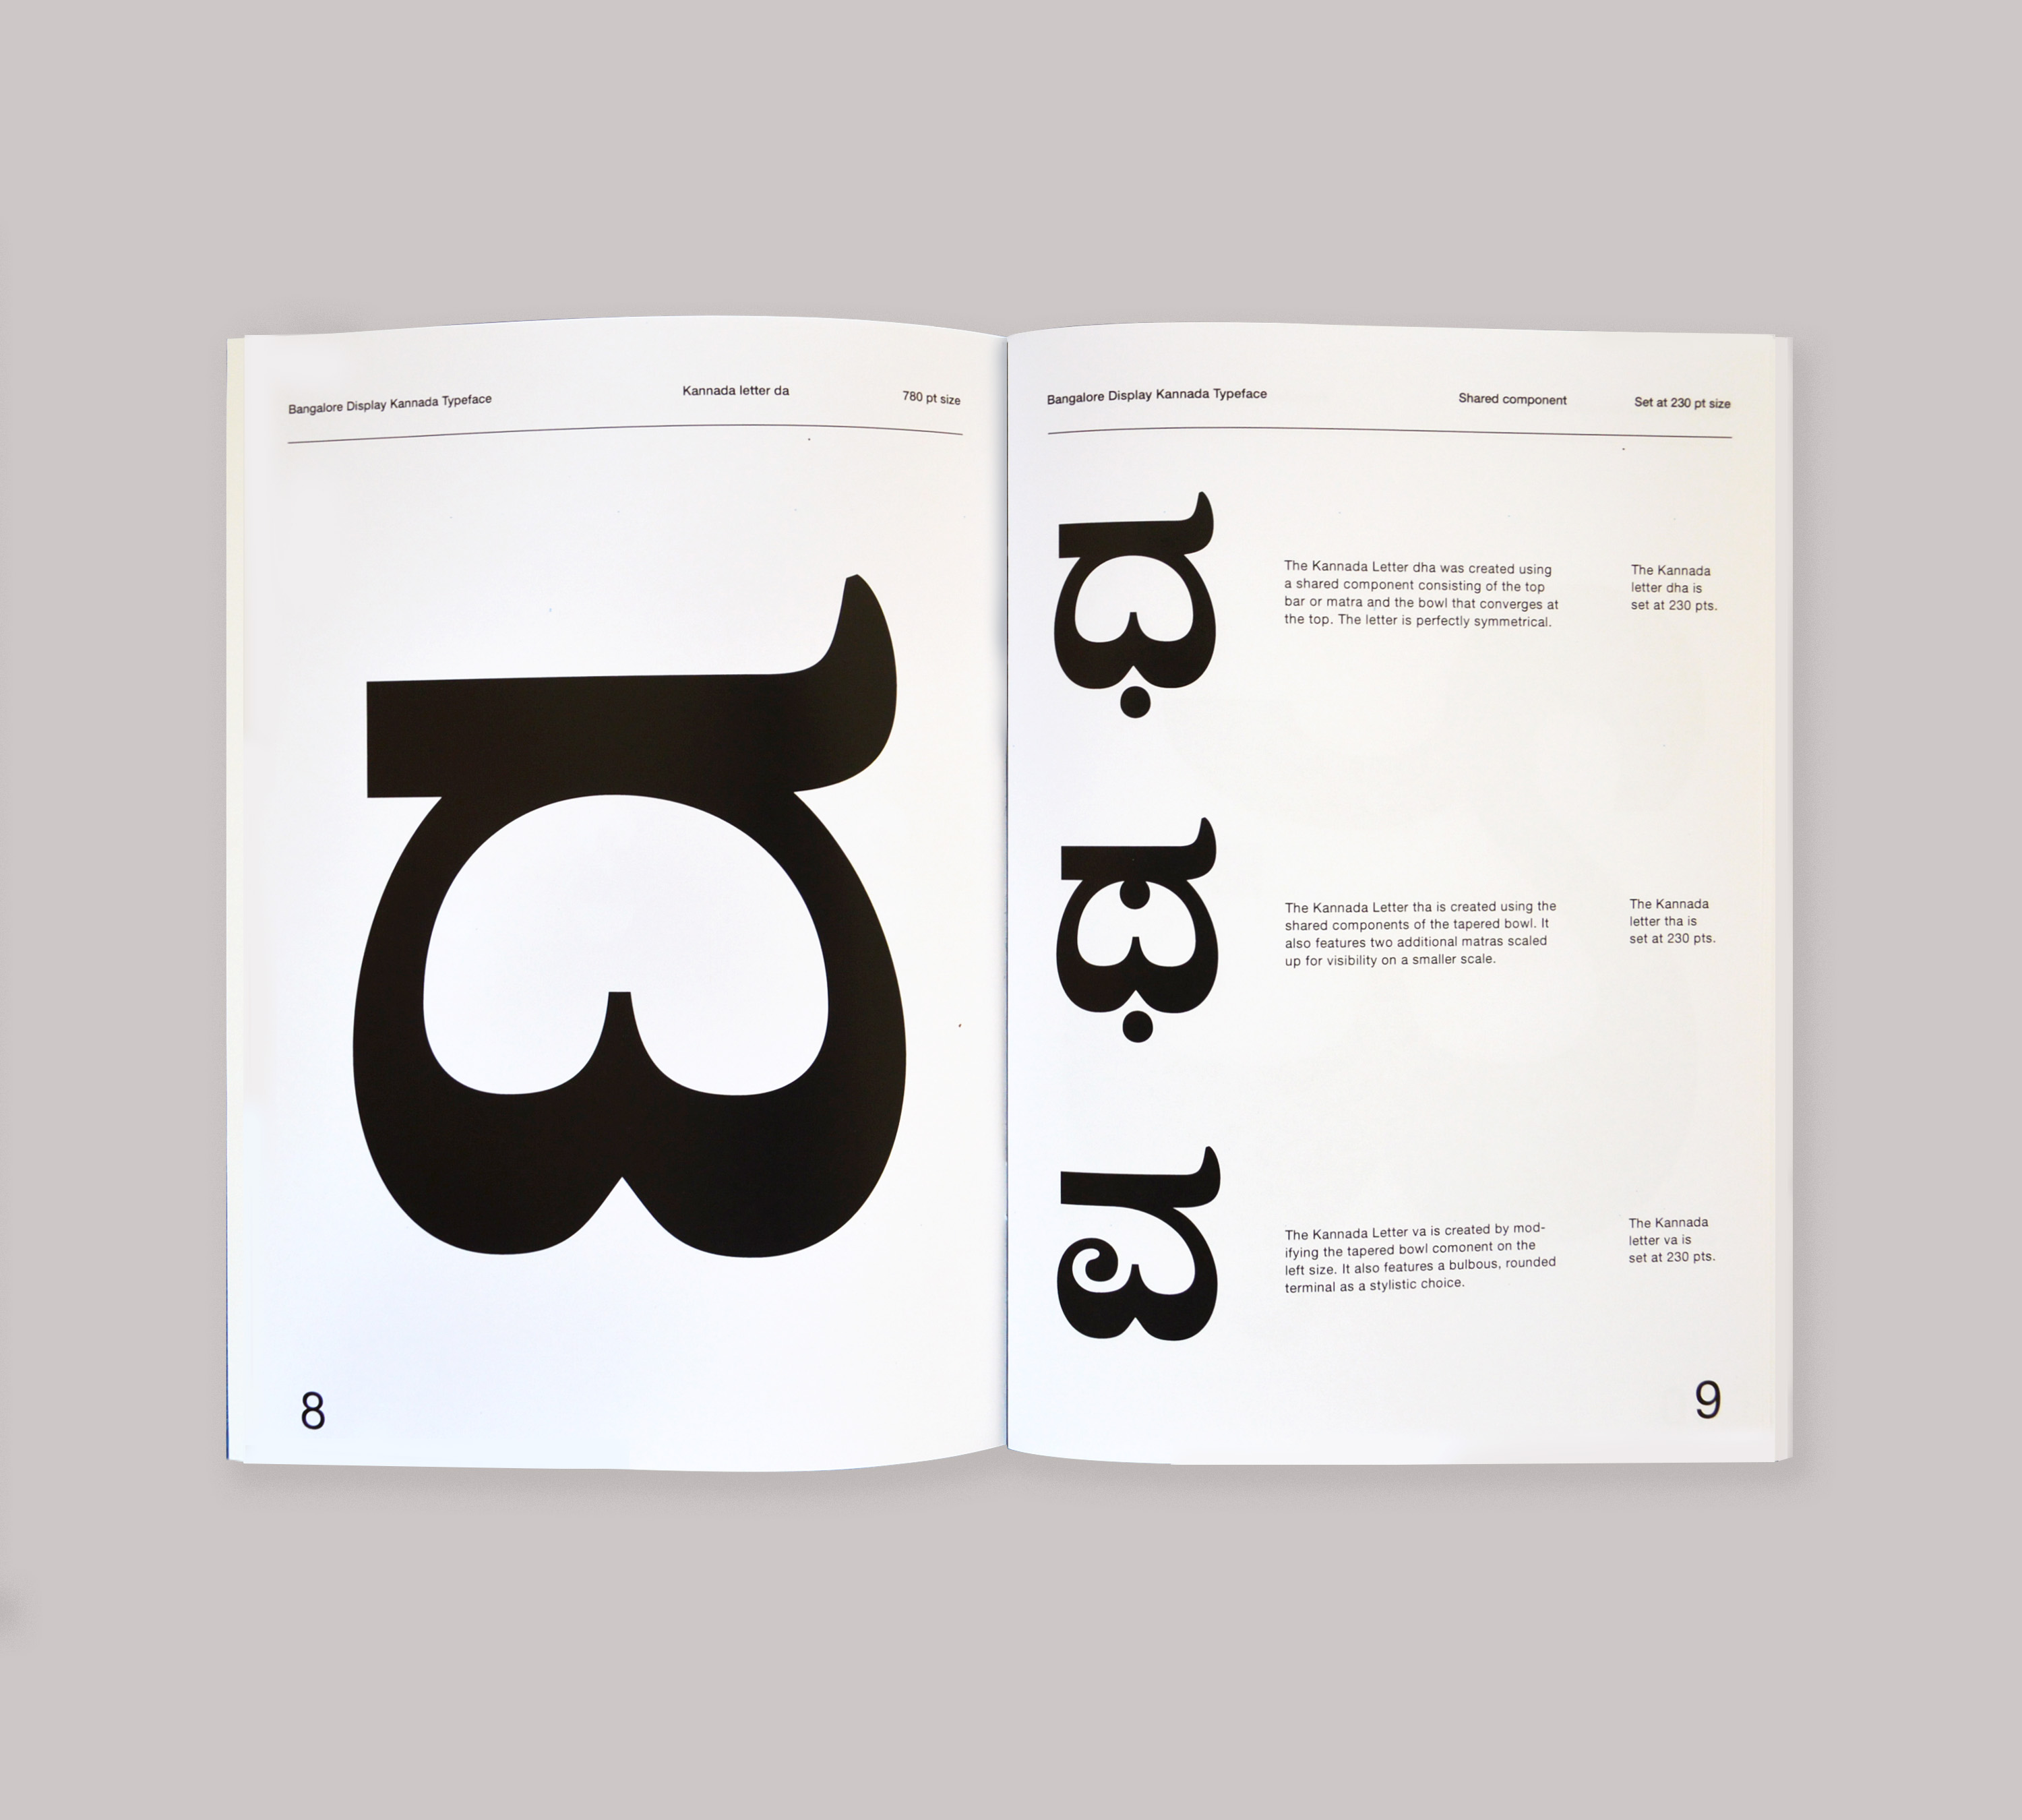 Bangalore Display Kannada Typeface
Kannada letter da
780 pt size
ದ
8
Bangalore Display Kannada Typeface
Shared component
Set at 230 pt size
ಧ
The Kannada Letter dha was created using
a shared component consisting of the top
bar or matra and the bowl that converges at
the top. The letter is perfectly symmetrical.
The Kannada
letter dha is
set at 230 pts.
ಥ
The Kannada Letter tha is created using the
shared components of the tapered bowl. It
also features two additional matras scaled
up for visibility on a smaller scale.
The Kannada
letter tha is
set at 230 pts.
ವ
The Kannada Letter va is created by mod-
ifying the tapered bowl comonent on the
left size. It also features a bulbous, rounded
terminal as a stylistic choice.
The Kannada
letter va is
set at 230 pts.
9